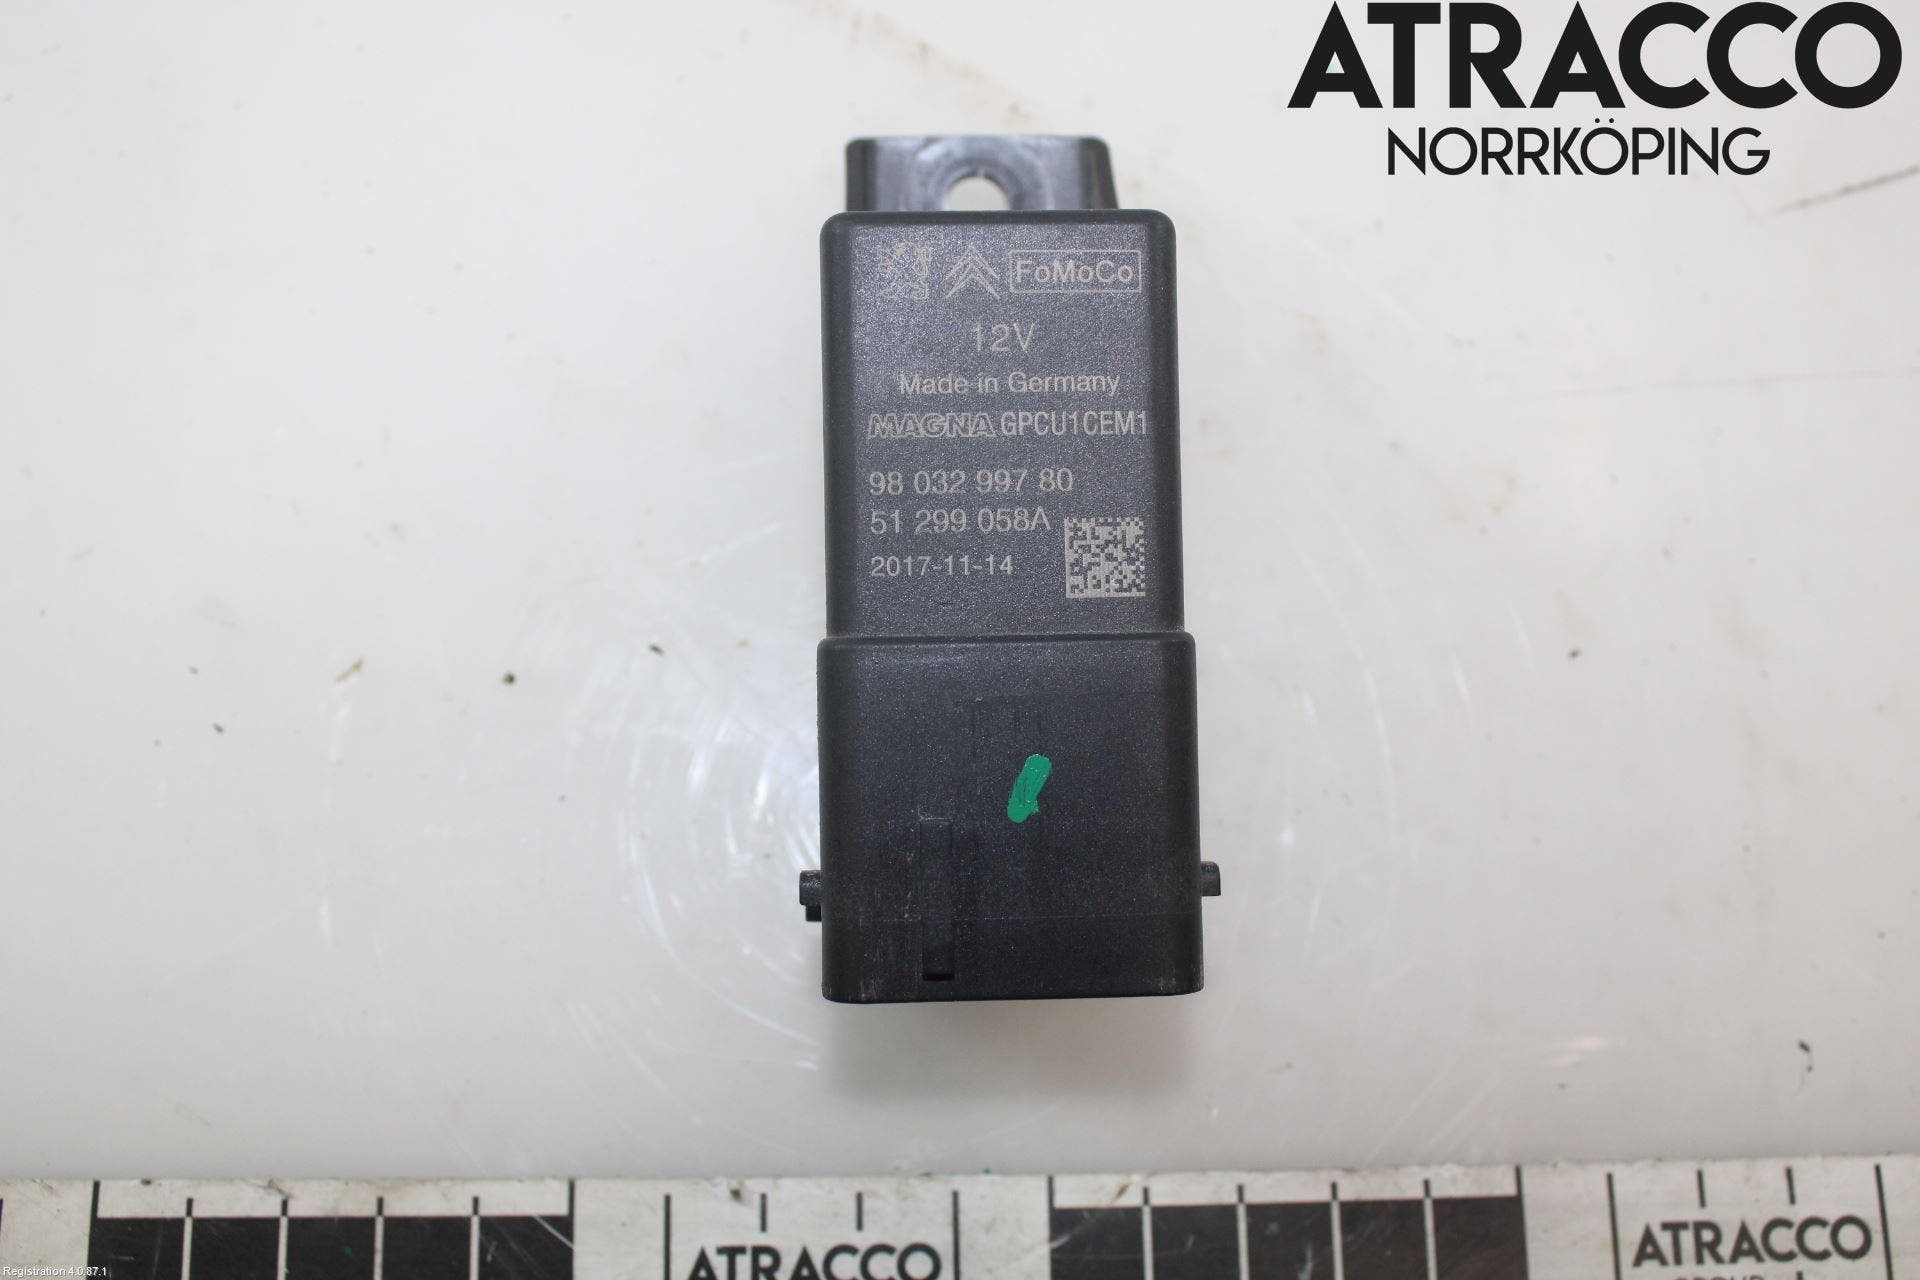 ATRACCO
NORRKÖPING
FoMoCo
12V
Made in Germany
MAGNA GPCU1CEM1
98 032 997 80
51 299 058A
2017-11-14
ATRACCO
ATRACCO
Registration 4.0.87.1